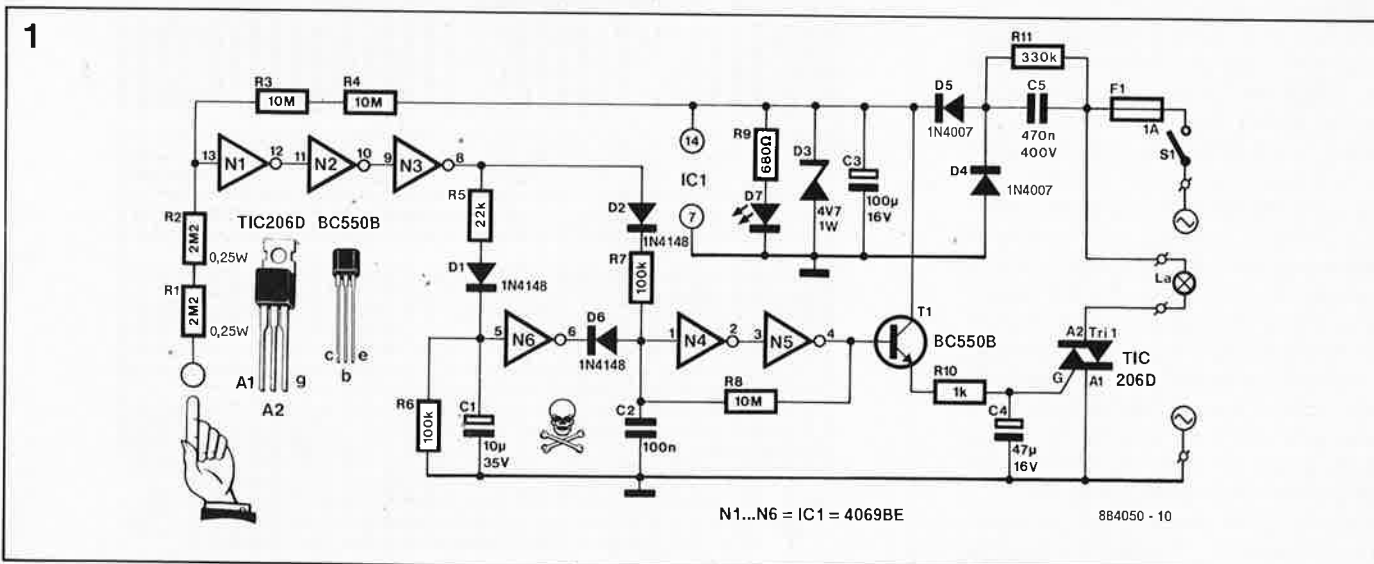 1
R11
330k
R3
10M
R4
10M
D5
1N4007
C5
470n
400V
F1
1A
S1
13
N1
12
11
N2
10
9
N3
8
14
IC1
7
R9
680Ω
D7
D3
4V7
1W
C3
100µ
16V
D4
1N4007
R5
22k
D2
1N4148
R7
100k
R2
2M2
0,25W
R1
2M2
0,25W
TIC206D
BC550B
A1
g
A2
c
e
b
D1
1N4148
5
N6
6
D6
1N4148
1
N4
2
3
N5
4
T1
BC550B
La
A2
Tri 1
G
A1
TIC
206D
R6
100k
C1
10µ
35V
C2
100n
R8
10M
R10
1k
C4
47µ
16V
N1...N6 = IC1 = 4069BE
884050 - 10